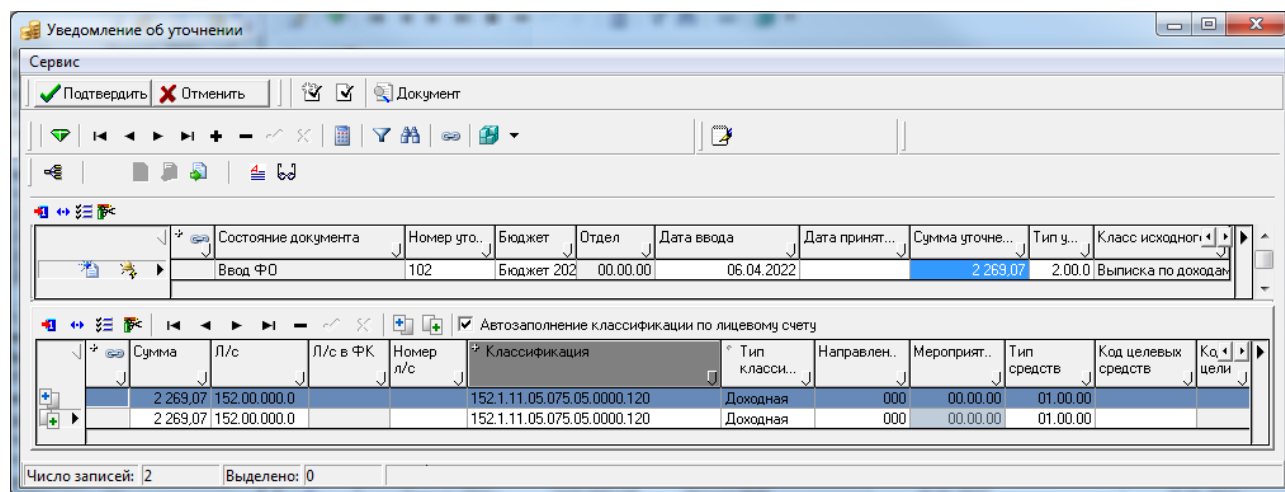 Уведомление об уточнении
Сервис
Подтвердить Отменить Документ
Состояние документа Номер уто... Бюджет Отдел Дата ввода Дата принят... Сумма уточне... Тип у... Класс исходног
Ввод ФО 102 Бюджет 202 00.00.00 06.04.2022 2 269,07 2.00.0 Выписка по доходам
Автозаполнение классификации по лицевому счету
Сумма Л/с Л/с в ФК Номер л/с Классификация Тип класси... Направлен.. Мероприят.. Тип средств Код целевых средств Код цели
2 269,07 152.00.000.0 152.1.11.05.075.05.0000.120 Доходная 000 00.00.00 01.00.00
2 269,07 152.00.000.0 152.1.11.05.075.05.0000.120 Доходная 000 00.00.00 01.00.00
Число записей: 2 Выделено: 0